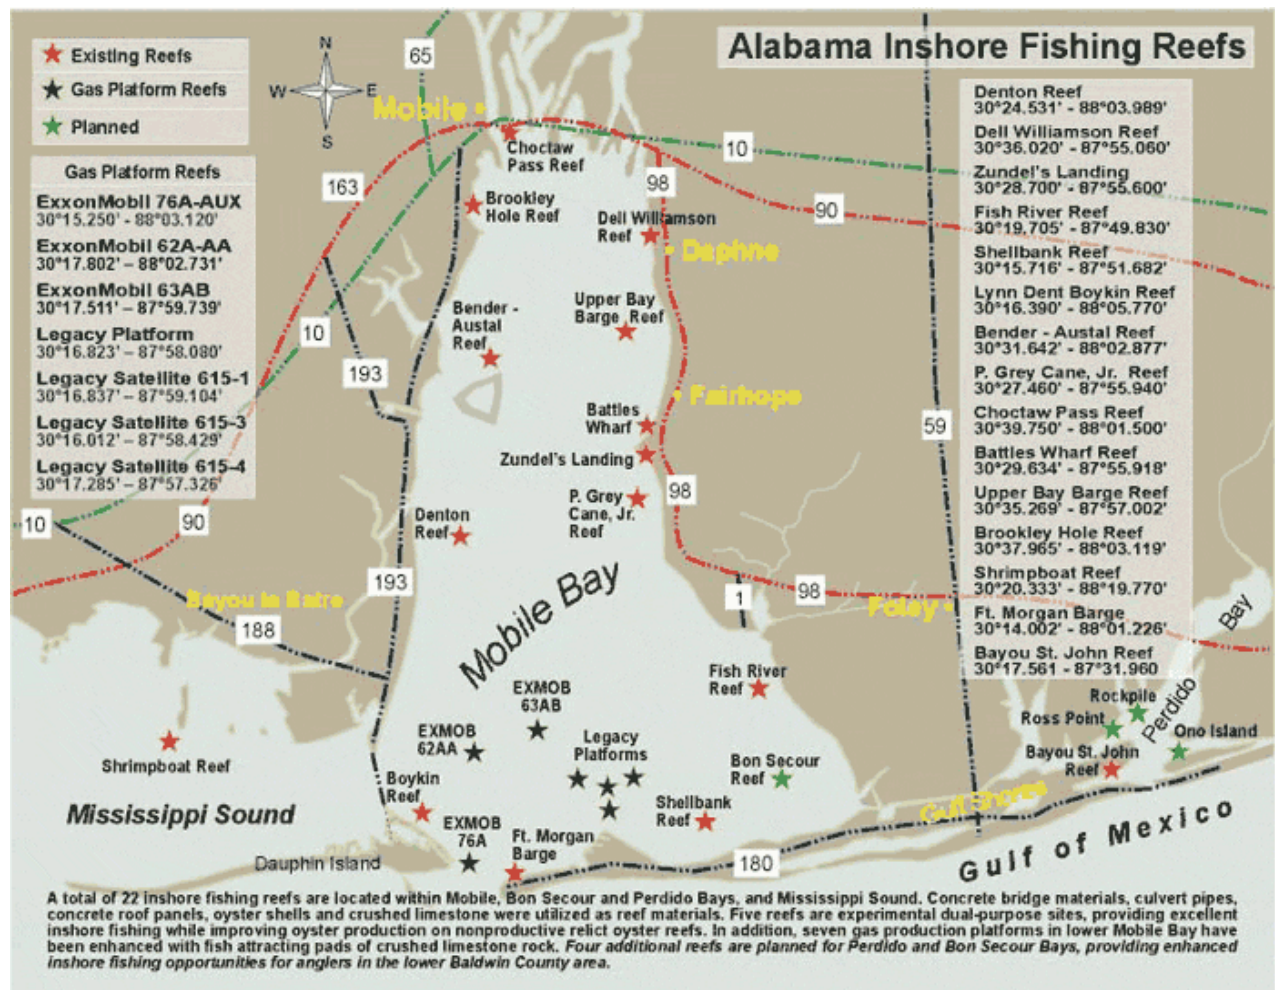 Alabama Inshore Fishing Reefs
Existing Reefs
Gas Platform Reefs
Planned
N
W
E
S
Gas Platform Reefs
ExxonMobil 76A-AUX
30°15.250' - 88°03.120'
ExxonMobil 62A-AA
30°17.802' – 88°02.731'
ExxonMobil 63AB
30°17.511' – 87°59.739'
Legacy Platform
30°16.823' – 87°58.080'
Legacy Satellite 615-1
30°16.837' – 87°59.104'
Legacy Satellite 615-3
30°16.012' – 87°58.429'
Legacy Satellite 615-4
30°17.285' – 87°57.326'
Denton Reef
30°24.531' - 88°03.989'
Dell Williamson Reef
30°36.020' - 87°55.060'
Zundel's Landing
30°28.700' - 87°55.600'
Fish River Reef
30°19.705' - 87°49.830'
Shellbank Reef
30°15.716' - 87°51.682'
Lynn Dent Boykin Reef
30°16.390' - 88°05.770'
Bender - Austal Reef
30°31.642' - 88°02.877'
P. Grey Cane, Jr. Reef
30°27.460' - 87°55.940'
Choctaw Pass Reef
30°39.750' - 88°01.500'
Battles Wharf Reef
30°29.634' - 87°55.918'
Upper Bay Barge Reef
30°35.269' - 87°57.002'
Brookley Hole Reef
30°37.965' - 88°03.119'
Shrimpboat Reef
30°20.333' - 88°19.770'
Ft. Morgan Barge
30°14.002' - 88°01.226'
Bayou St. John Reef
30°17.561 - 87°31.960
65
Mobile
Choctaw
Pass Reef
10
163
98
90
Brookley
Hole Reef
Dell Williamson
Reef
Daphne
Bender -
Austal
Reef
Upper Bay
Barge Reef
10
193
Fairhope
Battles
Wharf
59
Zundel's Landing
98
P. Grey
Cane, Jr.
Reef
Denton
Reef
10
90
193
Mobile Bay
1
98
Foley
Bayou la Batre
188
Bay
Perdido
Fish River
Reef
EXMOB
63AB
EXMOB
62AA
Legacy
Platforms
Rockpile
Ross Point
Ono Island
Bayou St. John
Reef
Bon Secour
Reef
Shrimpboat Reef
Boykin
Reef
Shellbank
Reef
Gulf Shores
Mississippi Sound
EXMOB
76A
Ft. Morgan
Barge
Dauphin Island
180
Gulf of Mexico
A total of 22 inshore fishing reefs are located within Mobile, Bon Secour and Perdido Bays, and Mississippi Sound. Concrete bridge materials, culvert pipes,
concrete roof panels, oyster shells and crushed limestone were utilized as reef materials. Five reefs are experimental dual-purpose sites, providing excellent
inshore fishing while improving oyster production on nonproductive relict oyster reefs. In addition, seven gas production platforms in lower Mobile Bay have
been enhanced with fish attracting pads of crushed limestone rock. Four additional reefs are planned for Perdido and Bon Secour Bays, providing enhanced
inshore fishing opportunities for anglers in the lower Baldwin County area.